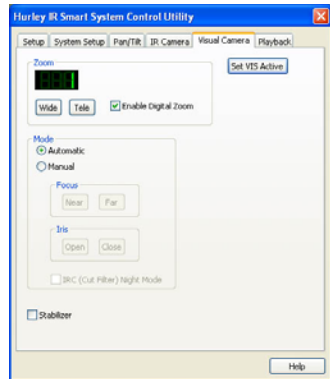 Hurley IR Smart System Control Utility
Setup System Setup Pan/Tilt IR Camera Visual Camera Playback
Zoom
Set VIS Active
1
Wide Tele Enable Digital Zoom
Mode
Automatic
Manual
Focus
Near Far
Iris
Open Close
IRC (Cut Filter) Night Mode
Stabilizer
Help